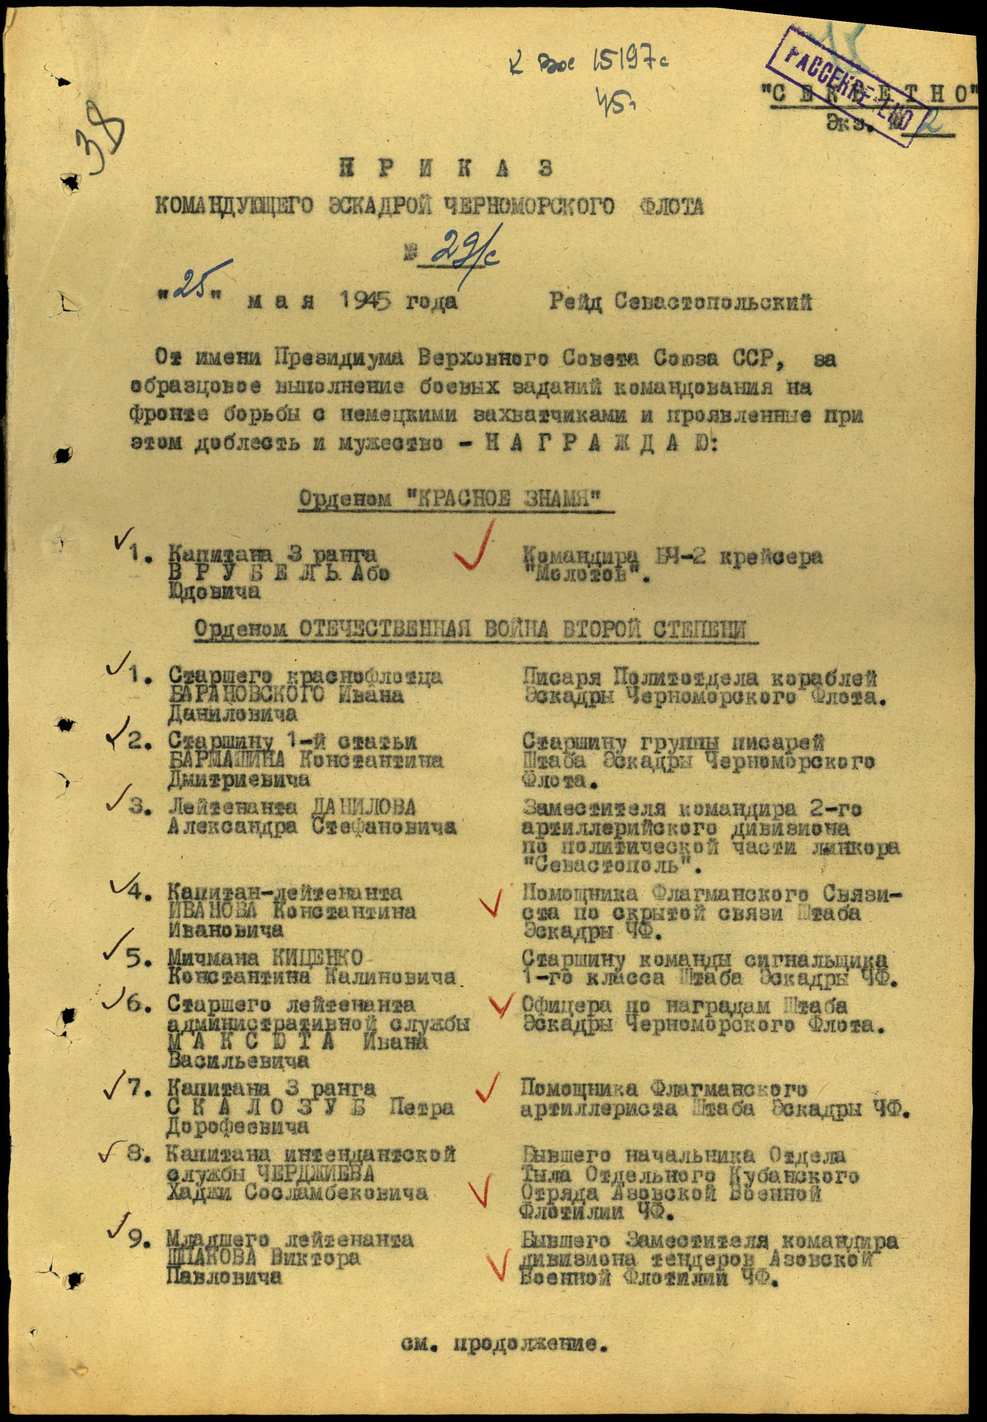 К вое 15197с
45г
РАССЕКРЕЧЕНО
"СЕКРЕТНО"
Экз. № 2
38
П Р И К А З
КОМАНДУЮЩЕГО ЭСКАДРОЙ ЧЕРНОМОРСКОГО ФЛОТА
№ 29/с
"25" м а я 1945 года Рейд Севастопольский
От имени Президиума Верховного Совета Союза ССР, за
образцовое выполнение боевых заданий командования на
фронте борьбы с немецкими захватчиками и проявленные при
этом доблесть и мужество - Н А Г Р А Ж Д А Ю:
Орденом "КРАСНОЕ ЗНАМЯ"
1. Капитана 3 ранга Командира БЧ-2 крейсера
В Р У Б Е Л Ь Або "Молотов".
Юдовича
Орденом ОТЕЧЕСТВЕННАЯ ВОЙНА ВТОРОЙ СТЕПЕНИ
1. Старшего краснофлотца Писаря Политотдела кораблей
БАРАНОВСКОГО Ивана Эскадры Черноморского Флота.
Даниловича
2. Старшину 1-й статьи Старшину группы писарей
БАРМАШИНА Константина Штаба Эскадры Черноморского
Дмитриевича Флота.
3. Лейтенанта ДАНИЛОВА Заместителя командира 2-го
Александра Стефановича артиллерийского дивизиона
по политической части линкора
"Севастополь".
4. Капитан-лейтенанта Помощника Флагманского Связи-
ИВАНОВА Константина ста по скрытой связи Штаба
Ивановича Эскадры ЧФ.
5. Мичмана КИЦЕНКО Старшину команды сигнальщика
Константина Калиновича 1-го класса Штаба Эскадры ЧФ.
6. Старшего лейтенанта Офицера по наградам Штаба
административной службы Эскадры Черноморского Флота.
М А К С Ю Т А Ивана
Васильевича
7. Капитана 3 ранга Помощника Флагманского
С К А Л О З У Б Петра артиллериста Штаба Эскадры ЧФ.
Дорофеевича
8. Капитана интендантской Бывшего начальника Отдела
службы ЧЕРДЖИЕВА Тыла Отдельного Кубанского
Хаджи Сосламбековича Отряда Азовской Военной
Флотилии ЧФ.
9. Младшего лейтенанта Бывшего Заместителя командира
ШПАКОВА Виктора дивизиона тендеров Азовской
Павловича Военной Флотилии ЧФ.
см. продолжение.